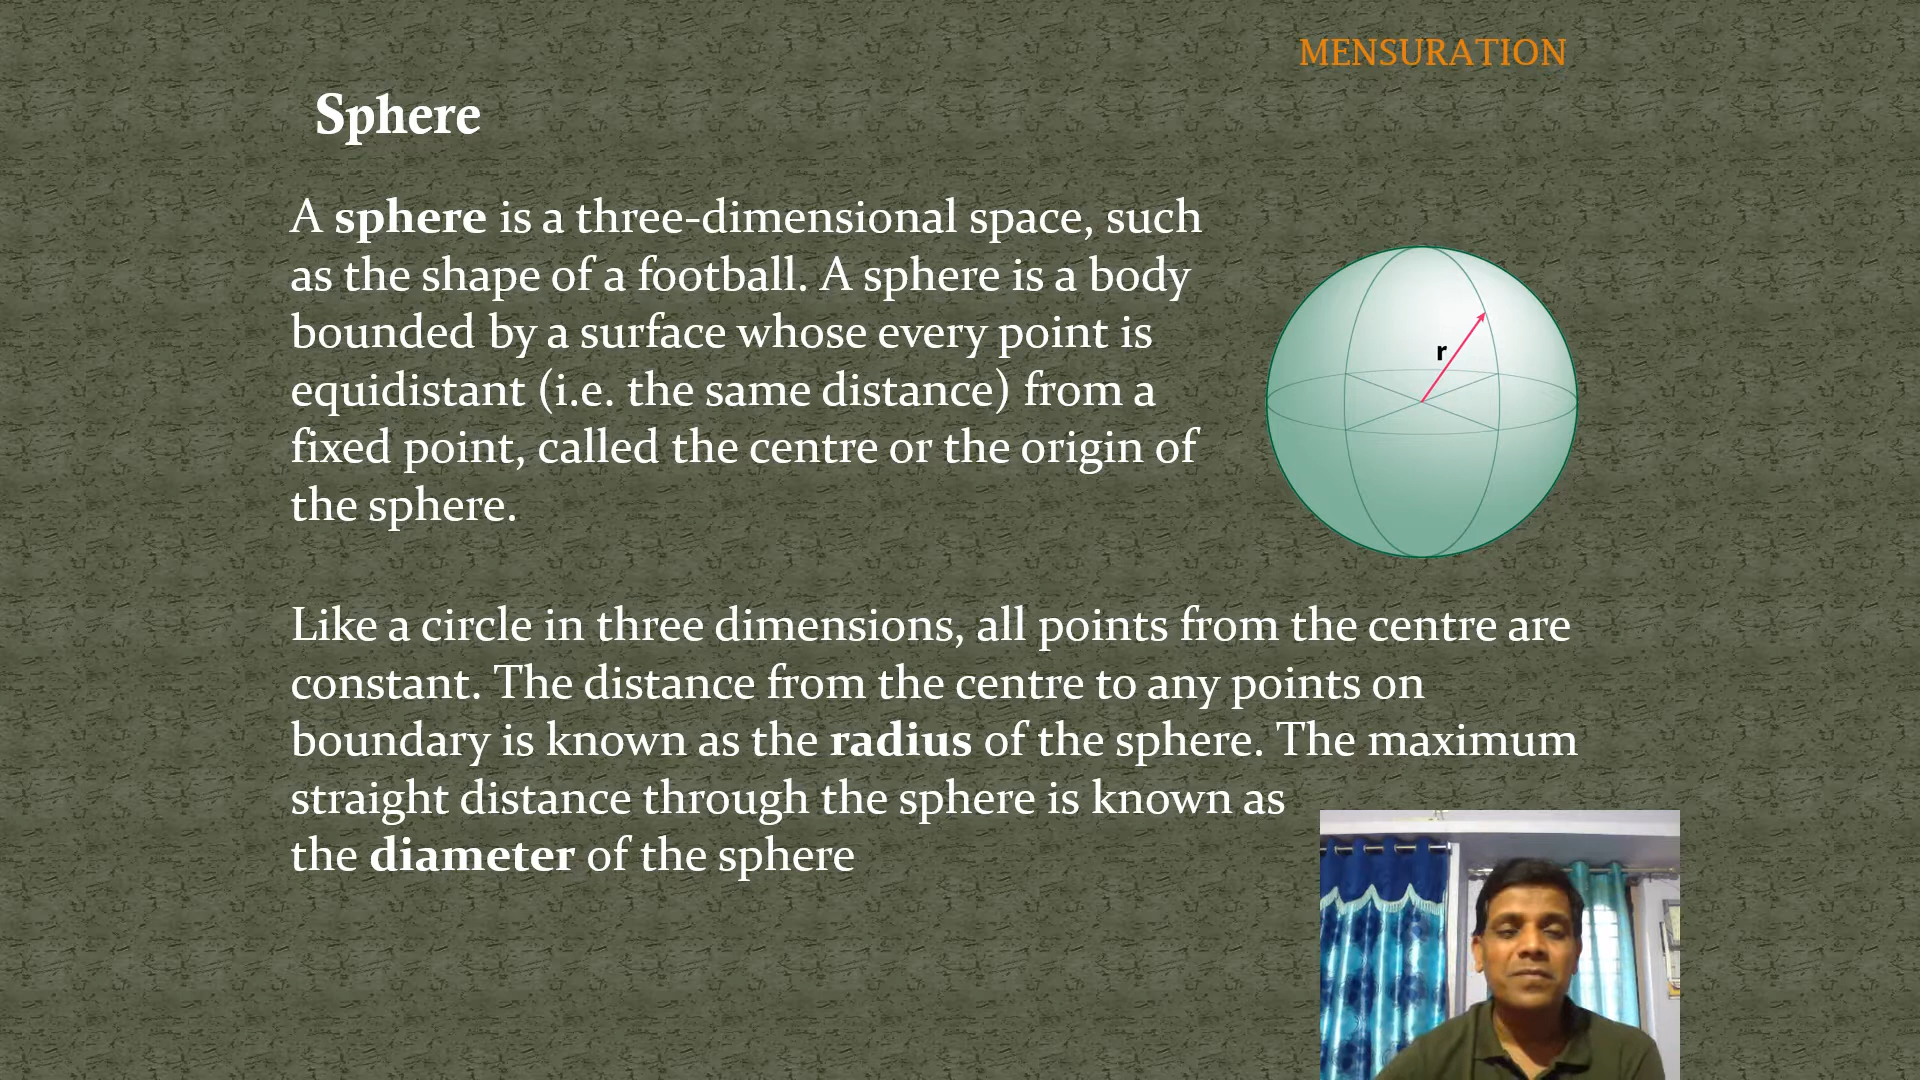 MENSURATION
Sphere
A sphere is a three-dimensional space, such
as the shape of a football. A sphere is a body
bounded by a surface whose every point is
equidistant (i.e. the same distance) from a
fixed point, called the centre or the origin of
the sphere.
r
Like a circle in three dimensions, all points from the centre are
constant. The distance from the centre to any points on
boundary is known as the radius of the sphere. The maximum
straight distance through the sphere is known as
the diameter of the sphere